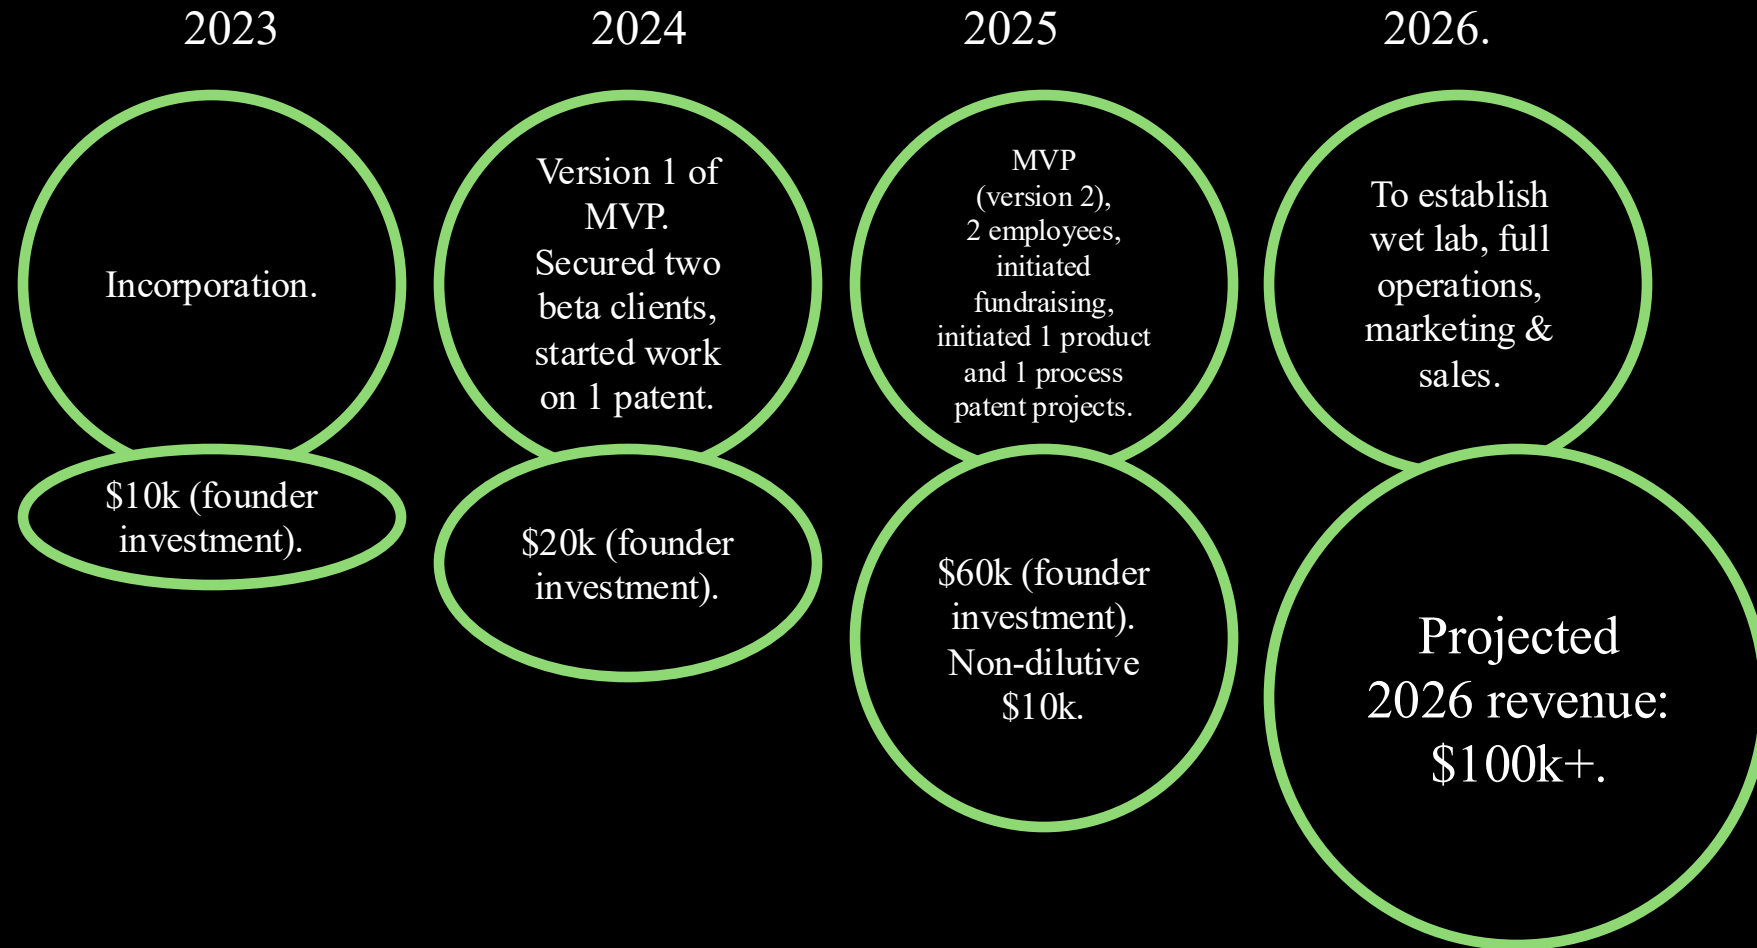 2023
2024
2025
2026.
Incorporation.
Version 1 of
MVP.
Secured two
beta clients,
started work
on 1 patent.
MVP
(version 2),
2 employees,
initiated
fundraising,
initiated 1 product
and 1 process
patent projects.
To establish
wet lab, full
operations,
marketing &
sales.
$10k (founder
investment).
$20k (founder
investment).
$60k (founder
investment).
Non-dilutive
$10k.
Projected
2026 revenue:
$100k+.